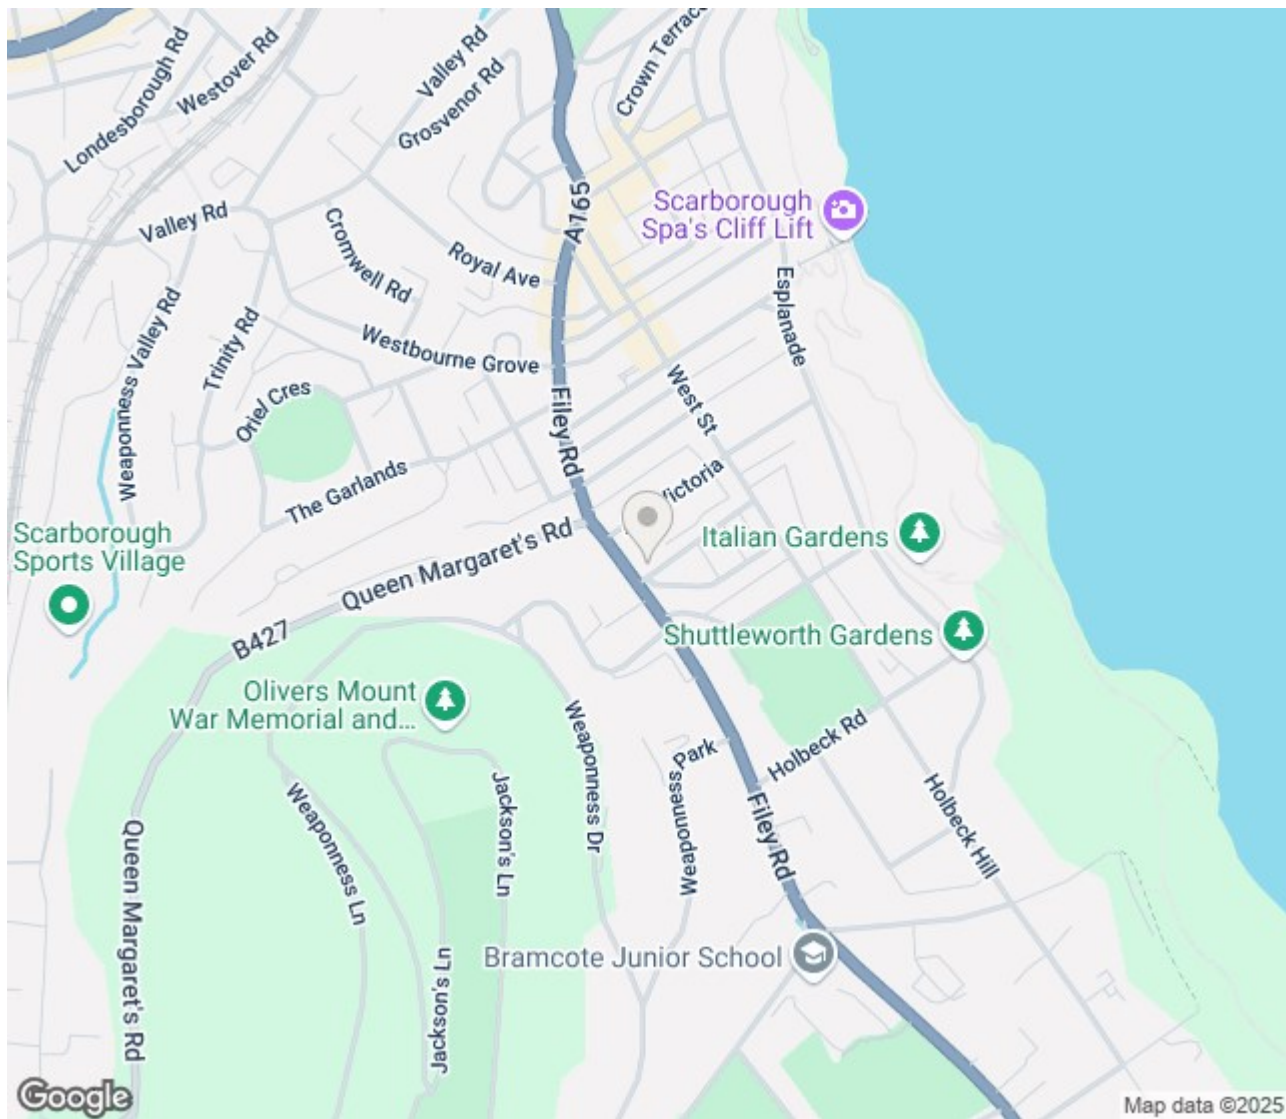 Londesborough Rd
Westover Rd
Valley Rd
Grosvenor Rd
Crown Terrace
Valley Rd
Cromwell Rd
Royal Ave
A165
Scarborough
Spa's Cliff Lift
Esplanade
Weaponness Valley Rd
Trinity Rd
Westbourne Grove
Oriel Cres
Filey Rd
West St
The Garlands
Victoria
Scarborough
Sports Village
Queen Margaret's Rd
Italian Gardens
B427
Shuttleworth Gardens
Olivers Mount
War Memorial and...
Weaponness Dr
Weaponness Park
Holbeck Rd
Jackson's Ln
Weaponness Ln
Filey Rd
Holbeck Hill
Queen Margaret's Rd
Jackson's Ln
Bramcote Junior School
Google
Map data ©2025